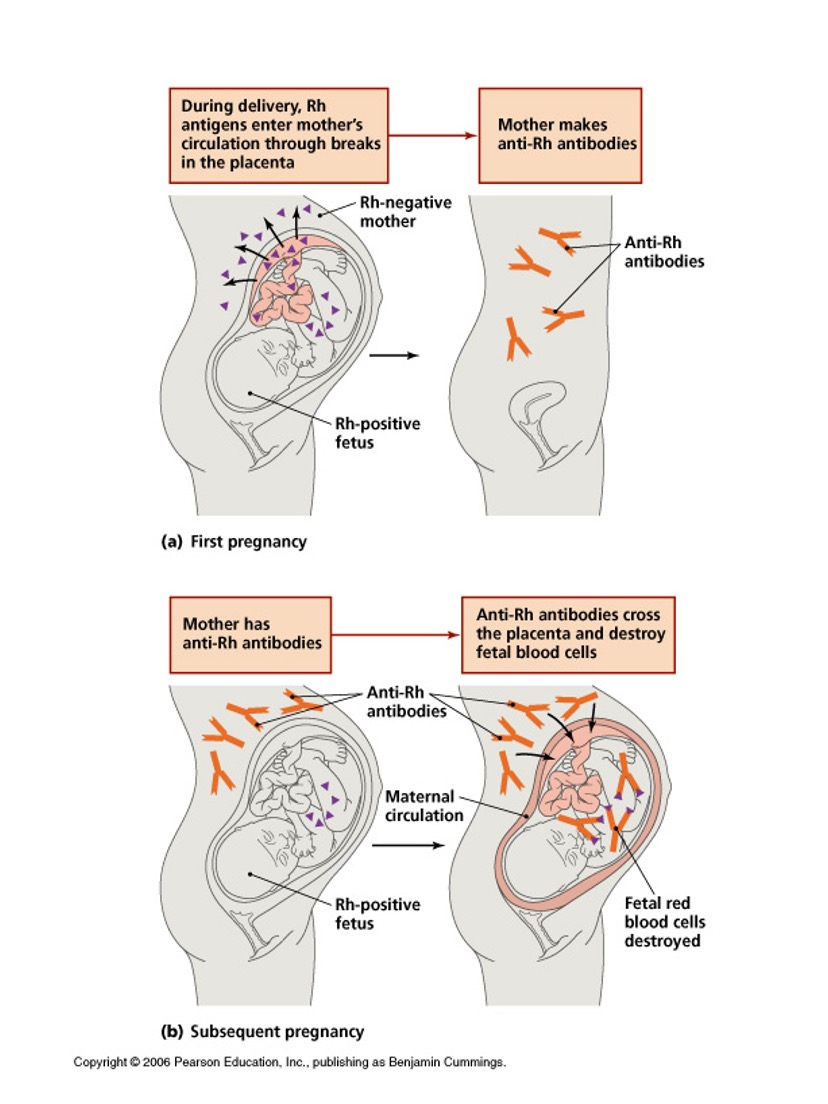 During delivery, Rh
antigens enter mother's
circulation through breaks
in the placenta
Mother makes
anti-Rh antibodies
Rh-negative
mother
Anti-Rh
antibodies
Rh-positive
fetus
(a) First pregnancy
Mother has
anti-Rh antibodies
Anti-Rh antibodies cross
the placenta and destroy
fetal blood cells
Anti-Rh
antibodies
Maternal
circulation
Rh-positive
fetus
Fetal red
blood cells
destroyed
(b) Subsequent pregnancy
Copyright © 2006 Pearson Education, Inc., publishing as Benjamin Cummings.